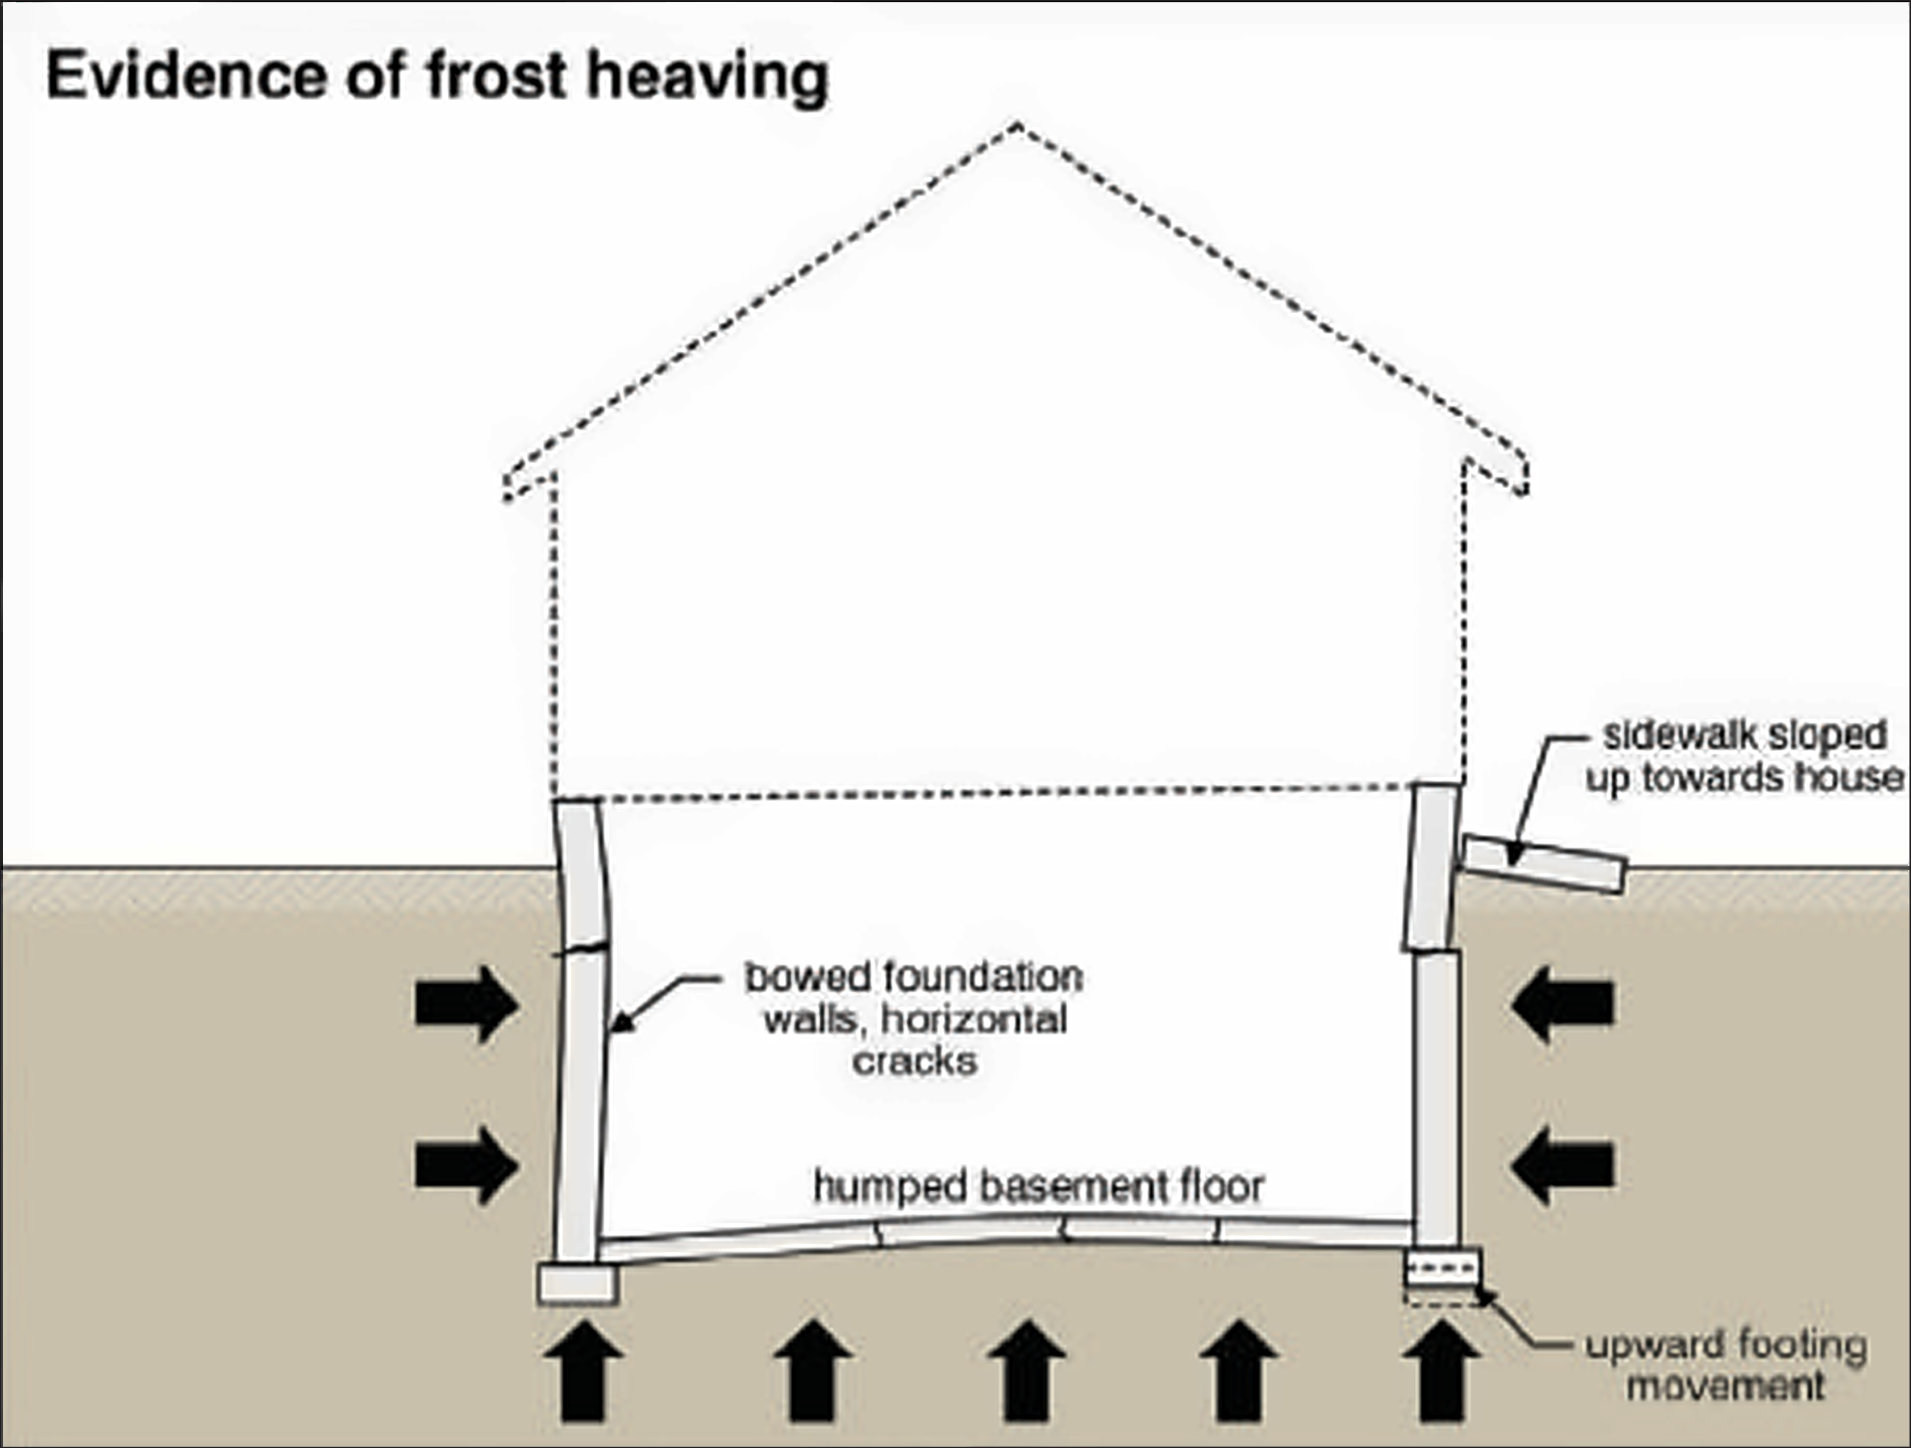 Evidence of frost heaving
sidewalk sloped
up towards house
bowed foundation
walls, horizontal
cracks
humped basement floor
upward footing
movement